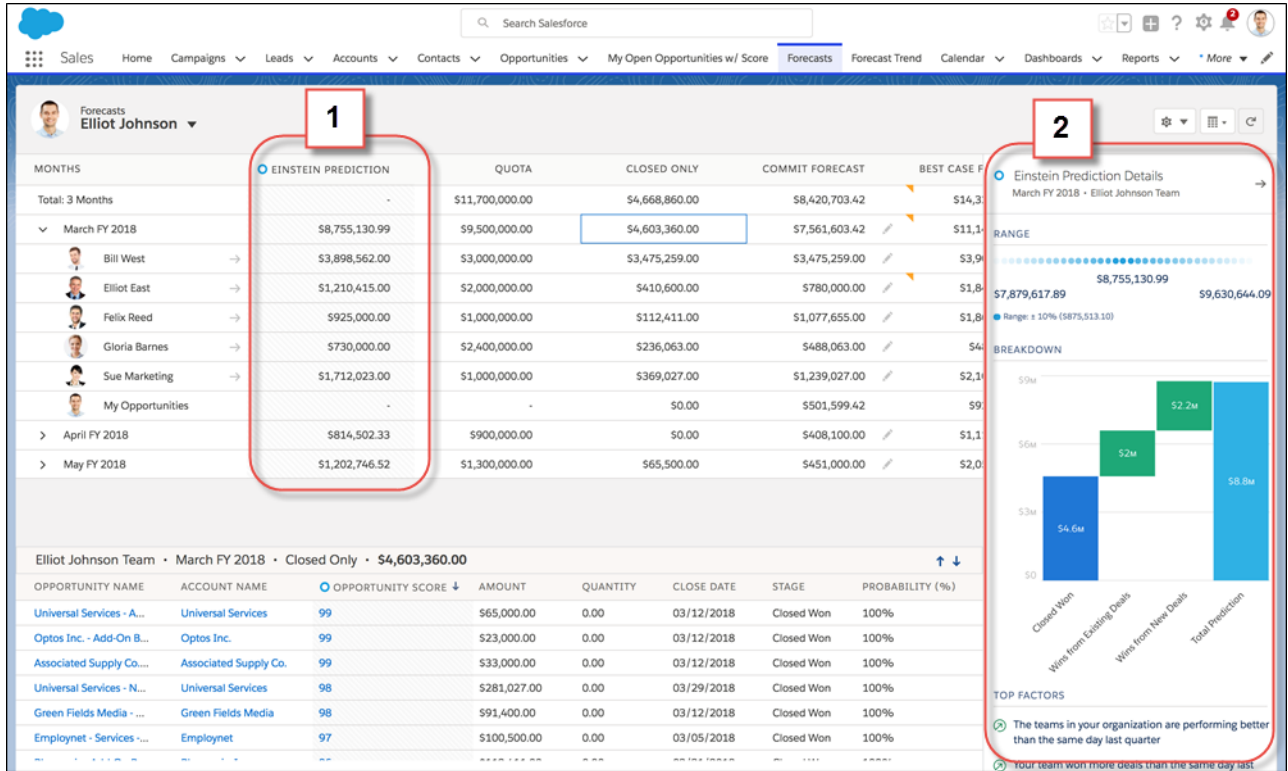 Search Salesforce
2
Sales Home Campaigns Leads Accounts Contacts Opportunities My Open Opportunities w/ Score Forecasts Forecast Trend Calendar Dashboards Reports * More
Forecasts
Elliot Johnson
1
2
MONTHS EINSTEIN PREDICTION QUOTA CLOSED ONLY COMMIT FORECAST BEST CASE F
Total: 3 Months - $11,700,000.00 $4,668,860.00 $8,420,703.42 $14,3
March FY 2018 $8,755,130.99 $9,500,000.00 $4,603,360.00 $7,561,603.42 $11,1
Bill West $3,898,562.00 $3,000,000.00 $3,475,259.00 $3,475,259.00 $3,9
Elliot East $1,210,415.00 $2,000,000.00 $410,600.00 $780,000.00 $1,8
Felix Reed $925,000.00 $1,000,000.00 $112,411.00 $1,077,655.00 $1,8
Gloria Barnes $730,000.00 $2,400,000.00 $236,063.00 $488,063.00 $4
Sue Marketing $1,712,023.00 $1,000,000.00 $369,027.00 $1,239,027.00 $2,1
My Opportunities - - $0.00 $501,599.42 $9
April FY 2018 $814,502.33 $900,000.00 $0.00 $408,100.00 $1,1
May FY 2018 $1,202,746.52 $1,300,000.00 $65,500.00 $451,000.00 $2,0
Elliot Johnson Team • March FY 2018 • Closed Only • $4,603,360.00
OPPORTUNITY NAME ACCOUNT NAME OPPORTUNITY SCORE AMOUNT QUANTITY CLOSE DATE STAGE PROBABILITY (%)
Universal Services - A... Universal Services 99 $65,000.00 0.00 03/12/2018 Closed Won 100%
Optos Inc. - Add-On B... Optos Inc. 99 $23,000.00 0.00 03/12/2018 Closed Won 100%
Associated Supply Co.... Associated Supply Co. 99 $33,000.00 0.00 03/12/2018 Closed Won 100%
Universal Services - N... Universal Services 98 $281,027.00 0.00 03/29/2018 Closed Won 100%
Green Fields Media - ... Green Fields Media 98 $91,400.00 0.00 03/12/2018 Closed Won 100%
Employnet - Services -... Employnet 97 $100,500.00 0.00 03/05/2018 Closed Won 100%
Einstein Prediction Details
March FY 2018 • Elliot Johnson Team
RANGE
$8,755,130.99
$7,879,617.89 $9,630,644.09
Range: ± 10% ($875,513.10)
BREAKDOWN
$9M
$6M
$3M
$0
$4.6M
$2M
$2.2M
$8.8M
Closed Won
Wins from Existing Deals
Wins from New Deals
Total Prediction
TOP FACTORS
The teams in your organization are performing better
than the same day last quarter
Your team won more deals than the same day last